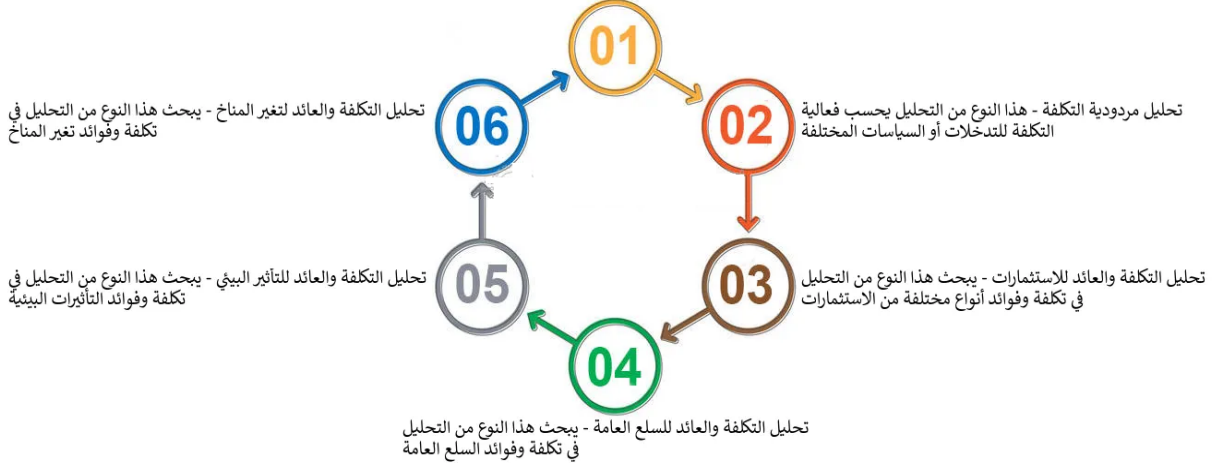 01
02
تحليل مردودية التكلفة - هذا النوع من التحليل يحسب فعالية
التكلفة للتدخلات أو السياسات المختلفة
03
تحليل التكلفة والعائد للاستثمارات - يبحث هذا النوع من التحليل
في تكلفة وفوائد أنواع مختلفة من الاستثمارات
04
تحليل التكلفة والعائد للسلع العامة - يبحث هذا النوع من التحليل
في تكلفة وفوائد السلع العامة
05
تحليل التكلفة والعائد للتأثير البيئي - يبحث هذا النوع من التحليل في
تكلفة وفوائد التأثيرات البيئية
06
تحليل التكلفة والعائد لتغير المناخ - يبحث هذا النوع من التحليل في
تكلفة وفوائد تغير المناخ